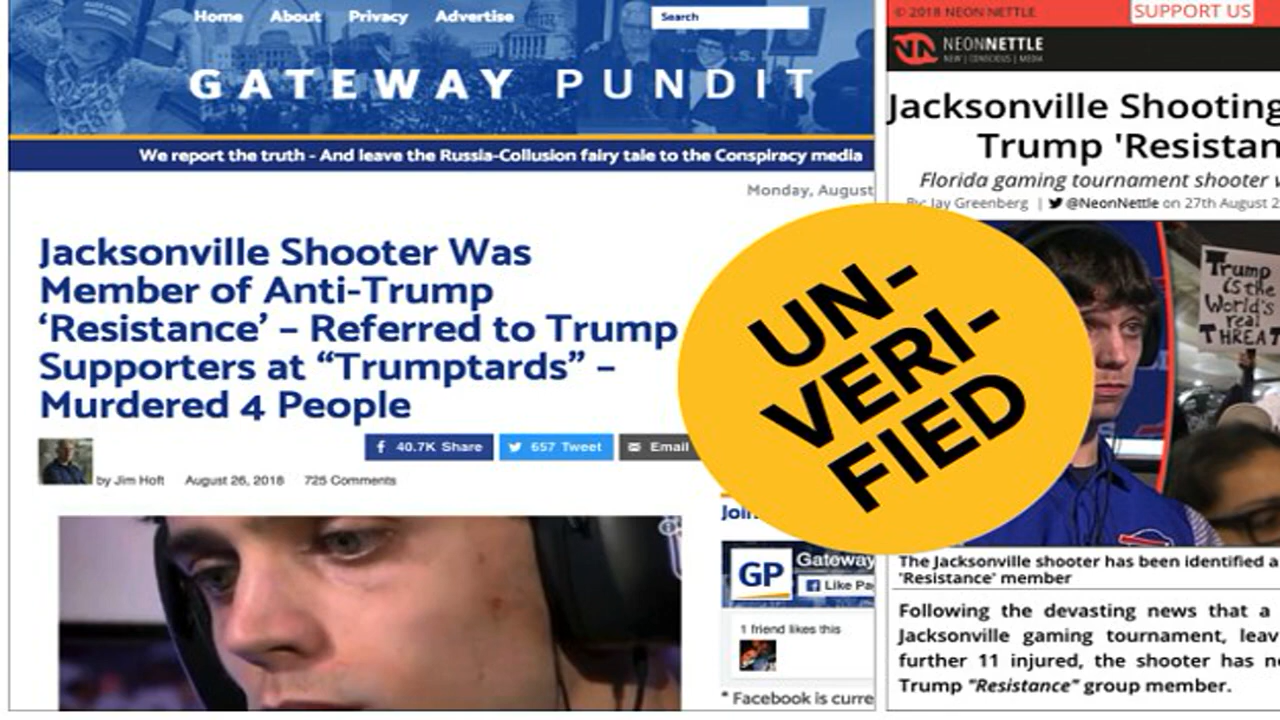 Home About Privacy Advertise
Search
GATEWAY PUNDIT
We report the truth - And leave the Russia-Collusion fairy tale to the Conspiracy media
Monday, August
Jacksonville Shooter Was
Member of Anti-Trump
‘Resistance’ – Referred to Trump
Supporters at “Trumptards” –
Murdered 4 People
40.7K Share 657 Tweet Email
by Jim Hoft August 26, 2018 725 Comments
Join
GP Gateway
Like Pa
1 friend likes this
* Facebook is curre
UN-
VERI-
FIED
© 2018 NEON NETTLE SUPPORT US
NEONNETTLE
NEW | CONSCIOUS | MEDIA
Jacksonville Shooting
Trump 'Resistan
Florida gaming tournament shooter w
By: Jay Greenberg | @NeonNettle on 27th August 2
Trump
is the
World's
real
THREAT
The Jacksonville shooter has been identified a
'Resistance' member
Following the devasting news that a
Jacksonville gaming tournament, leav
further 11 injured, the shooter has n
Trump "Resistance" group member.